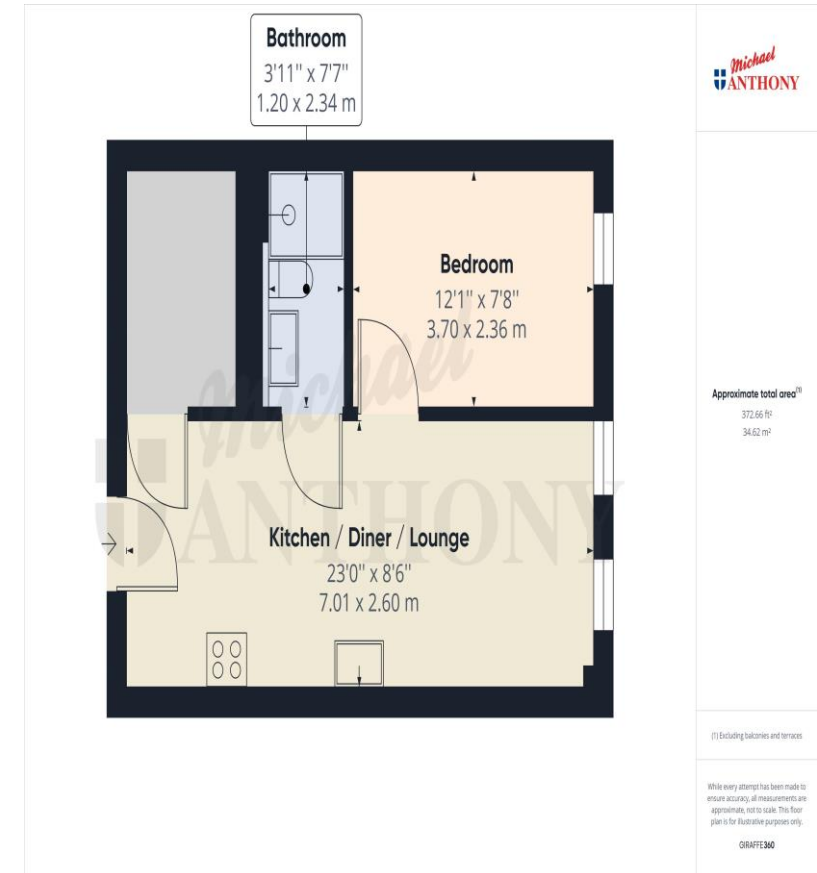 Bathroom
3'11" x 7'7"
1.20 x 2.34 m
Michael
ANTHONY
Bedroom
12'1" x 7'8"
3.70 x 2.36 m
Michael
ANTHONY
Kitchen / Diner / Lounge
23'0" x 8'6"
7.01 x 2.60 m
Approximate total area(1)
372.66 ft²
34.62 m²
(1) Excluding balconies and terraces
While every attempt has been made to
ensure accuracy, all measurements are
approximate, not to scale. This floor
plan is for illustrative purposes only.
GIRAFFE360